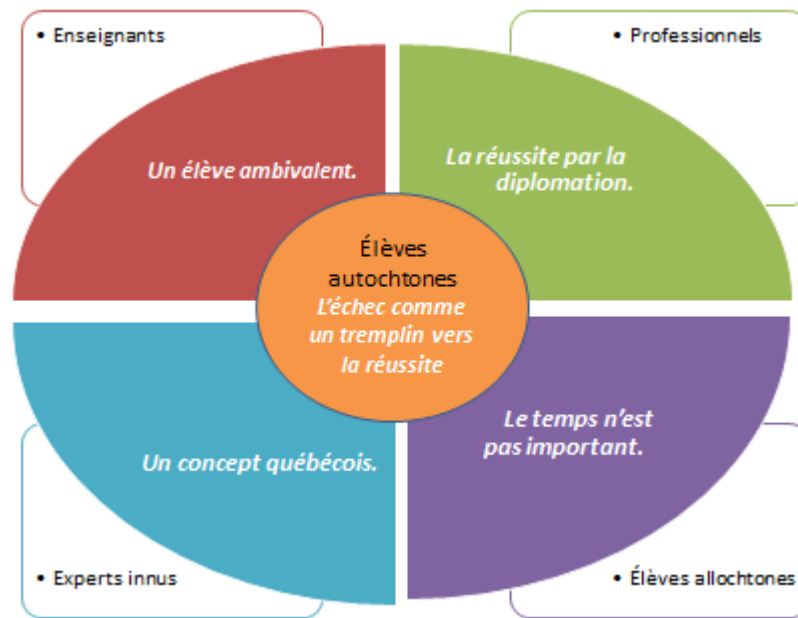 • Enseignants
• Professionnels
Un élève ambivalent.
La réussite par la
diplomation.
Élèves
autochtones
L'échec comme
un tremplin vers
la réussite
Un concept québécois.
Le temps n'est
pas important.
• Experts innus
• Élèves allochtones